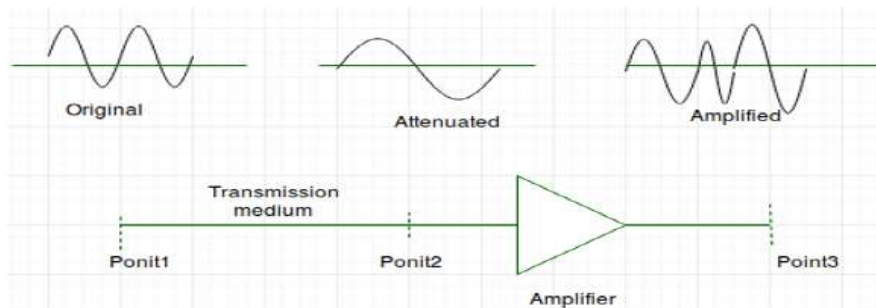 Original
Attenuated
Amplified
Transmission
medium
Ponit1
Ponit2
Point3
Amplifier